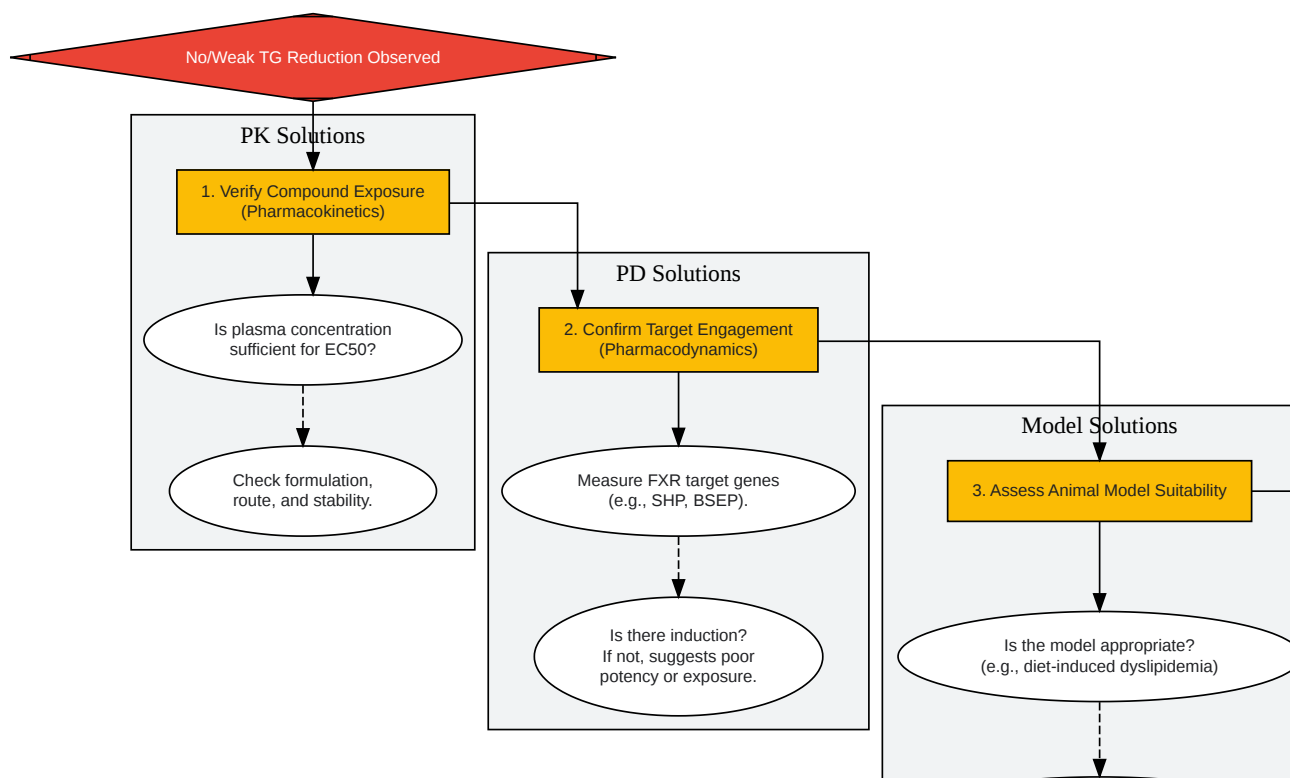 No/Weak TG Reduction Observed
PK Solutions
1. Verify Compound Exposure
(Pharmacokinetics)
Is plasma concentration
sufficient for EC50?
Check formulation,
route, and stability.
PD Solutions
2. Confirm Target Engagement
(Pharmacodynamics)
Measure FXR target genes
(e.g., SHP, BSEP).
Is there induction?
If not, suggests poor
potency or exposure.
Model Solutions
3. Assess Animal Model Suitability
Is the model appropriate?
(e.g., diet-induced dyslipidemia)